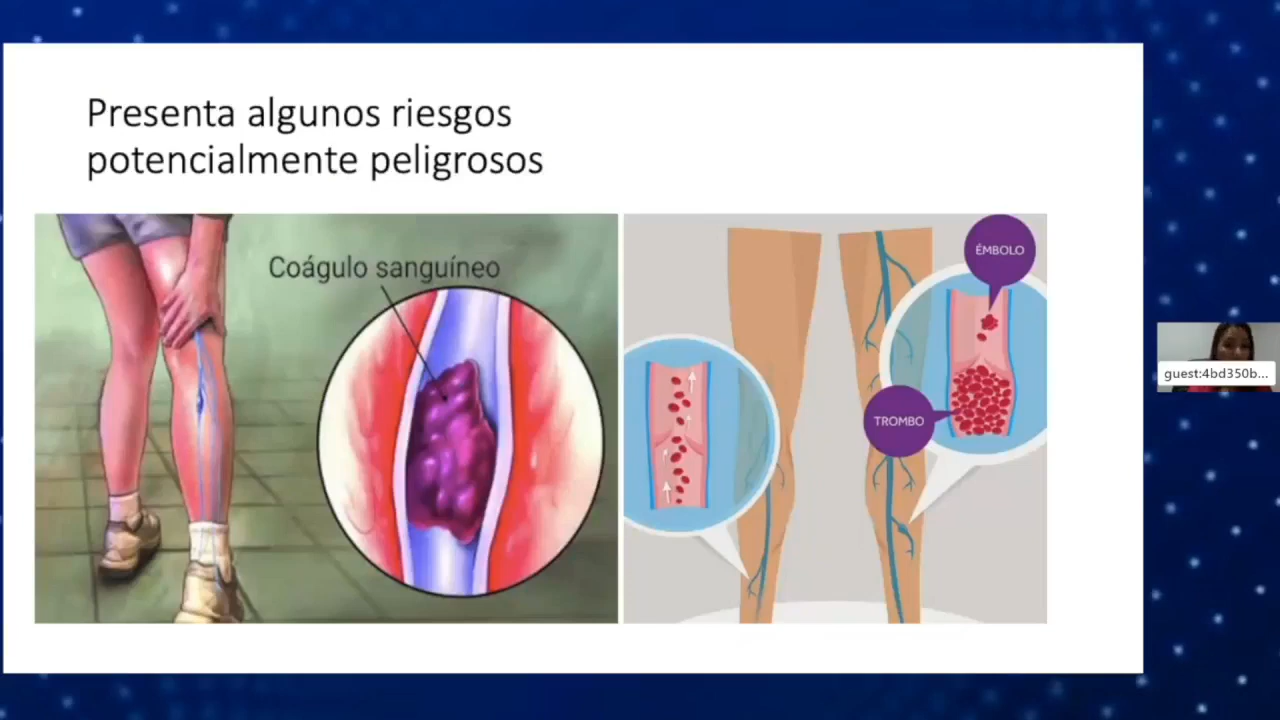 Presenta algunos riesgos
potencialmente peligrosos
Coágulo sanguíneo
ÉMBOLO
TROMBO
guest:4bd350b...